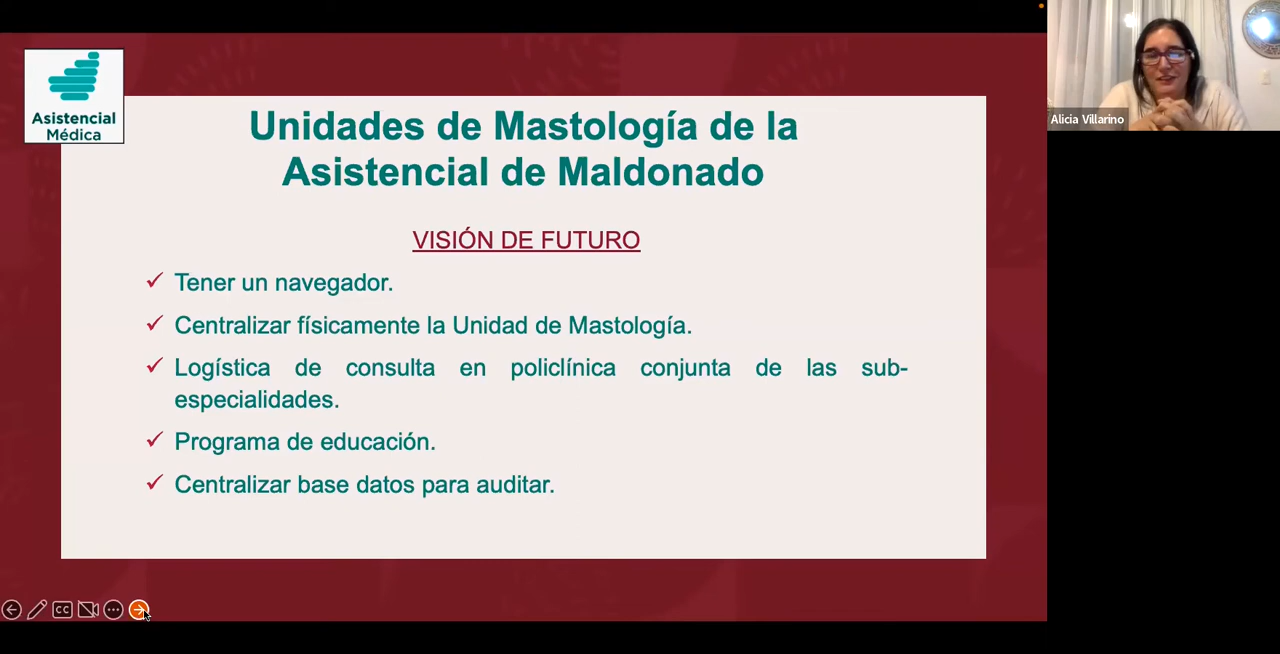 Asistencial
Médica
Unidades de Mastología de la
Asistencial de Maldonado
VISIÓN DE FUTURO
Tener un navegador.
Centralizar físicamente la Unidad de Mastología.
Logística de consulta en policlínica conjunta de las sub-
especialidades.
Programa de educación.
Centralizar base datos para auditar.
Alicia Villarino
CC